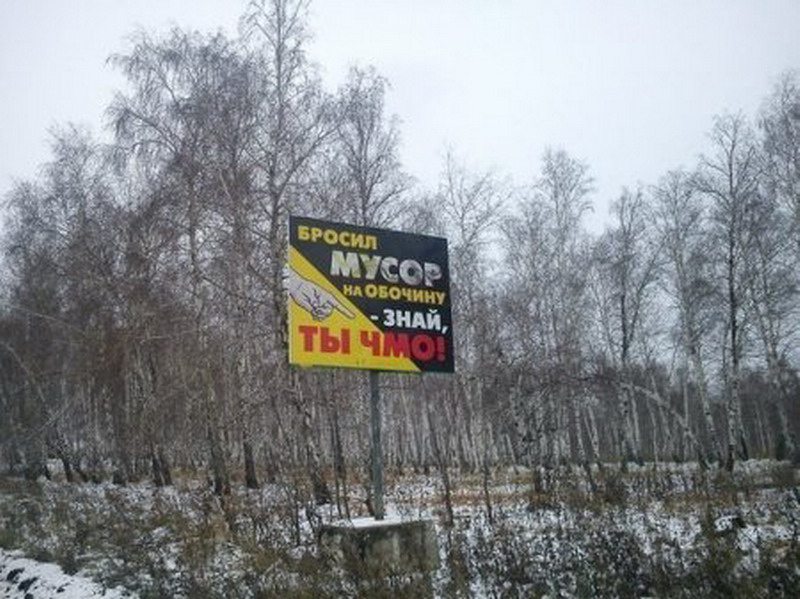 БРОСИЛ
МУСОР
НА ОБОЧИНУ
- ЗНАЙ,
ТЫ ЧМО!